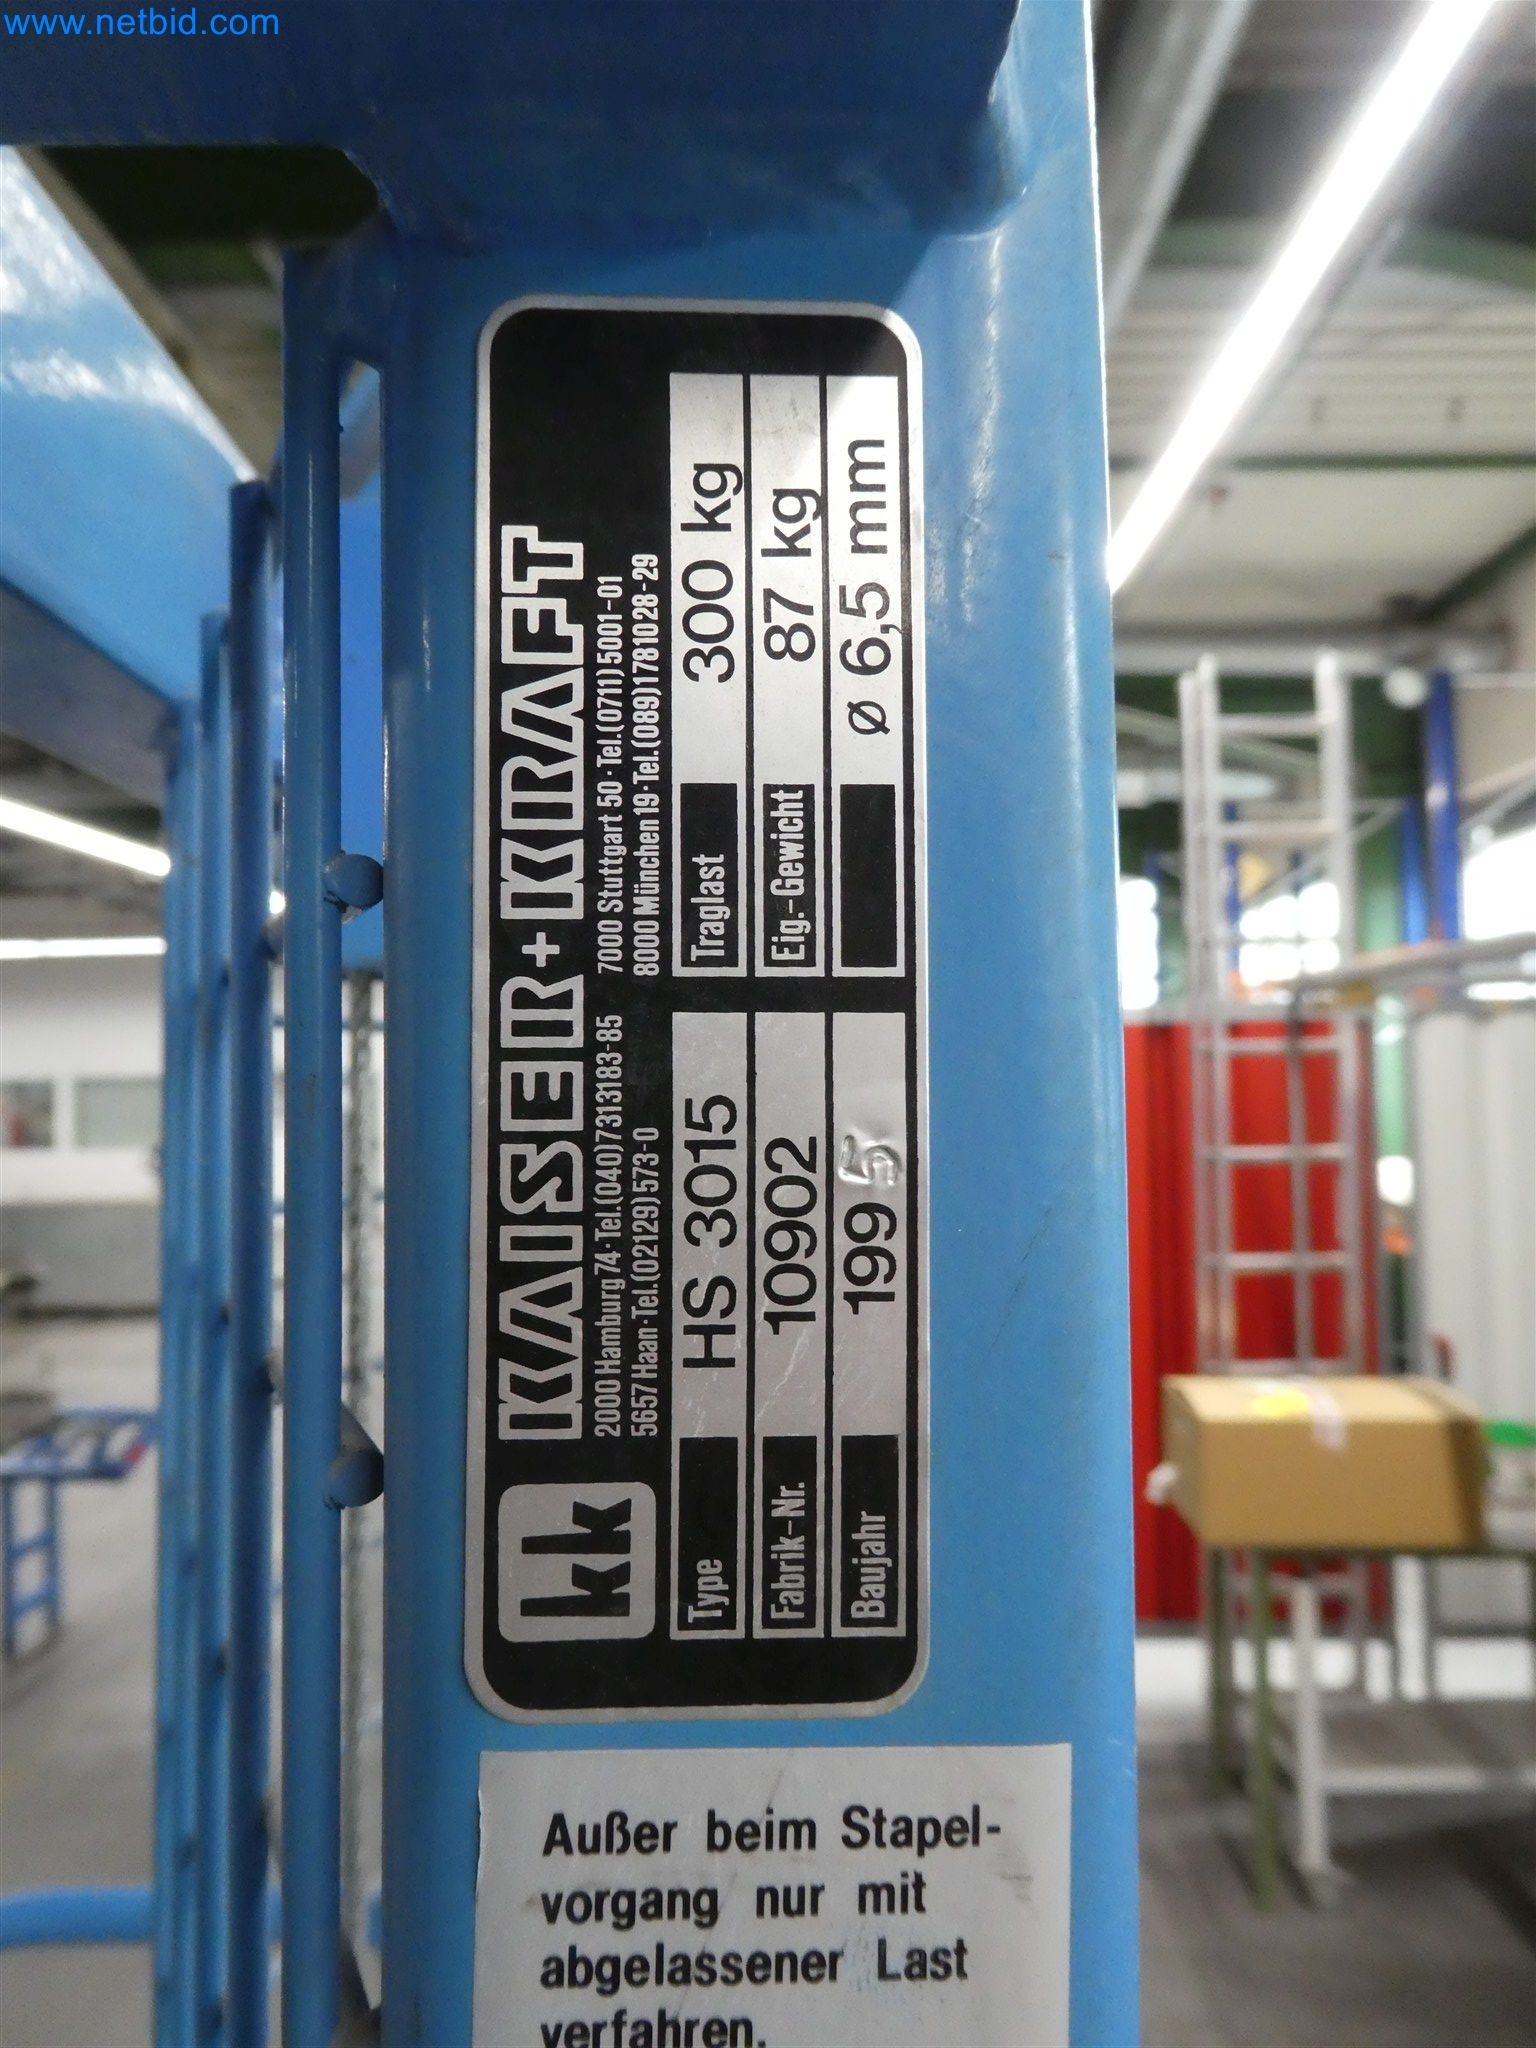 www.netbid.com
kk
KAISER+KRAFT
2000 Hamburg 74·Tel.(040)7313183-85 7000 Stuttgart 50·Tel.(0711)5001-01
5657 Haan·Tel.(02129)573-0 8000 München 19·Tel.(089)1781028-29
Type HS 3015 Traglast 300 kg
Fabrik-Nr. 10902 Eig.-Gewicht 87 kg
Baujahr 1995 ø 6,5 mm
Außer beim Stapel-
vorgang nur mit
abgelassener Last
verfahren.